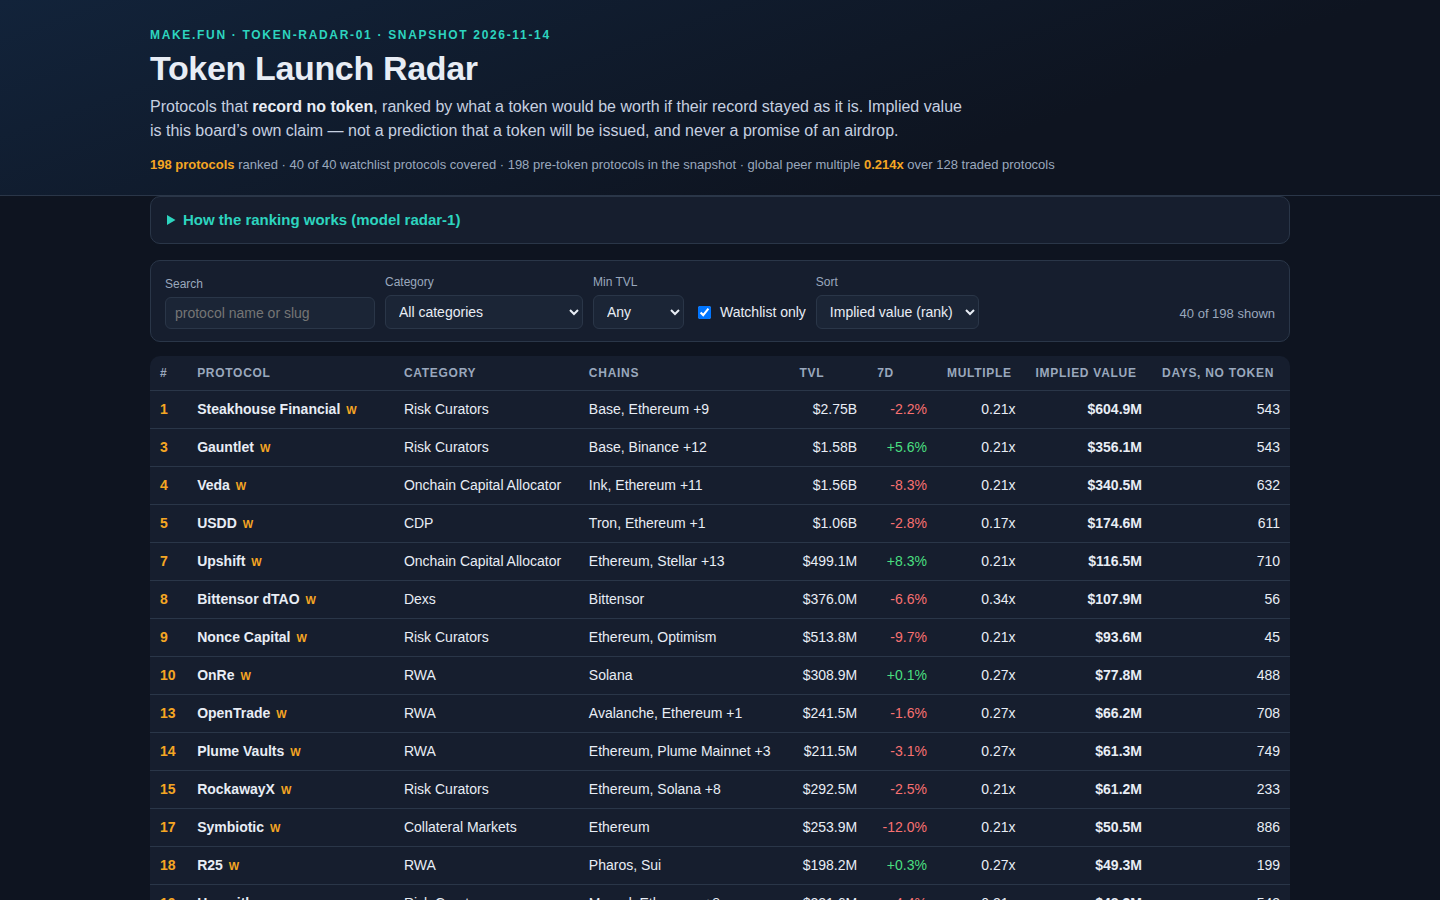 MAKE.FUN · TOKEN-RADAR-01 · SNAPSHOT 2026-11-14
Token Launch Radar
Protocols that record no token, ranked by what a token would be worth if their record stayed as it is. Implied value
is this board’s own claim — not a prediction that a token will be issued, and never a promise of an airdrop.
198 protocols ranked · 40 of 40 watchlist protocols covered · 198 pre-token protocols in the snapshot · global peer multiple 0.214x over 128 traded protocols
▶ How the ranking works (model radar-1)
Search Category Min TVL Sort
protocol name or slug All categories Any Watchlist only Implied value (rank) 40 of 198 shown
# PROTOCOL CATEGORY CHAINS TVL 7D MULTIPLE IMPLIED VALUE DAYS, NO TOKEN
1 Steakhouse Financial W Risk Curators Base, Ethereum +9 $2.75B -2.2% 0.21x $604.9M 543
3 Gauntlet W Risk Curators Base, Binance +12 $1.58B +5.6% 0.21x $356.1M 543
4 Veda W Onchain Capital Allocator Ink, Ethereum +11 $1.56B -8.3% 0.21x $340.5M 632
5 USDD W CDP Tron, Ethereum +1 $1.06B -2.8% 0.17x $174.6M 611
7 Upshift W Onchain Capital Allocator Ethereum, Stellar +13 $499.1M +8.3% 0.21x $116.5M 710
8 Bittensor dTAO W Dexs Bittensor $376.0M -6.6% 0.34x $107.9M 56
9 Nonce Capital W Risk Curators Ethereum, Optimism $513.8M -9.7% 0.21x $93.6M 45
10 OnRe W RWA Solana $308.9M +0.1% 0.27x $77.8M 488
13 OpenTrade W RWA Avalanche, Ethereum +1 $241.5M -1.6% 0.27x $66.2M 708
14 Plume Vaults W RWA Ethereum, Plume Mainnet +3 $211.5M -3.1% 0.27x $61.3M 749
15 RockawayX W Risk Curators Ethereum, Solana +8 $292.5M -2.5% 0.21x $61.2M 233
17 Symbiotic W Collateral Markets Ethereum $253.9M -12.0% 0.21x $50.5M 886
18 R25 W RWA Pharos, Sui $198.2M +0.3% 0.27x $49.3M 199